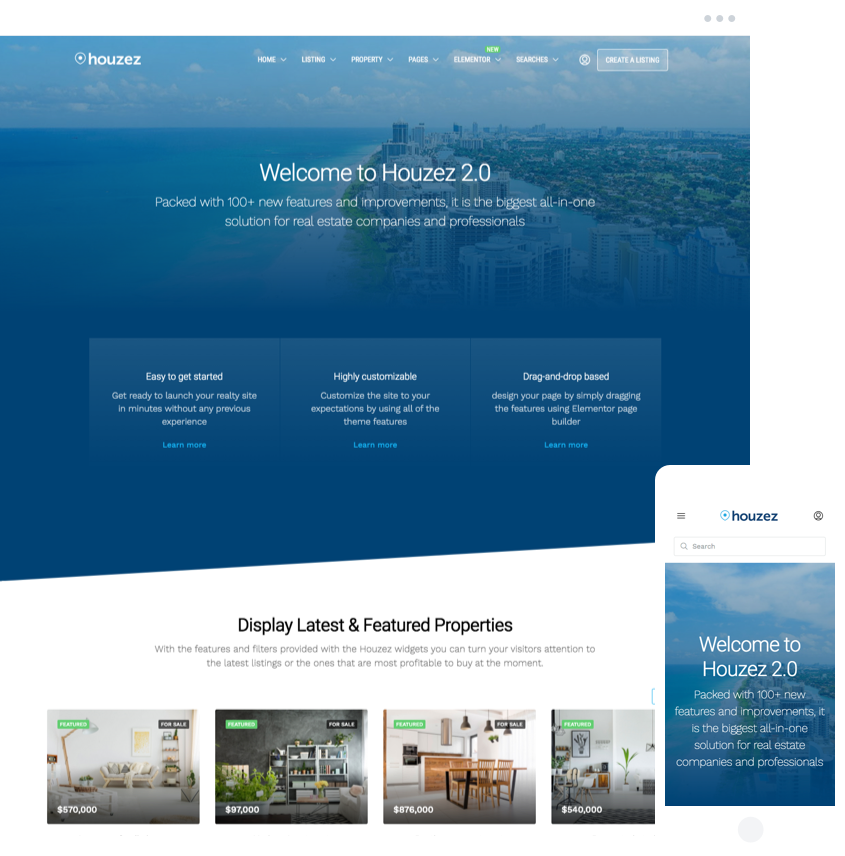 houzez
HOME
LISTING
PROPERTY
PAGES
NEW
ELEMENTOR
SEARCHES
CREATE A LISTING
Welcome to Houzez 2.0
Packed with 100+ new features and improvements, it is the biggest all-in-one
solution for real estate companies and professionals
Easy to get started
Get ready to launch your realty site
in minutes without any previous
experience
Learn more
Highly customizable
Customize the site to your
expectations by using all of the
theme features
Learn more
Drag-and-drop based
design your page by simply dragging
the features using Elementor page
builder
Learn more
Display Latest & Featured Properties
With the features and filters provided with the Houzez widgets you can turn your visitors attention to
the latest listings or the ones that are most profitable to buy at the moment.
FEATURED
FOR SALE
$570,000
FEATURED
FOR SALE
$97,000
FEATURED
FOR SALE
$876,000
FEATURED
$540,000
houzez
Search
Welcome to
Houzez 2.0
Packed with 100+ new
features and improvements, it
is the biggest all-in-one
solution for real estate
companies and professionals